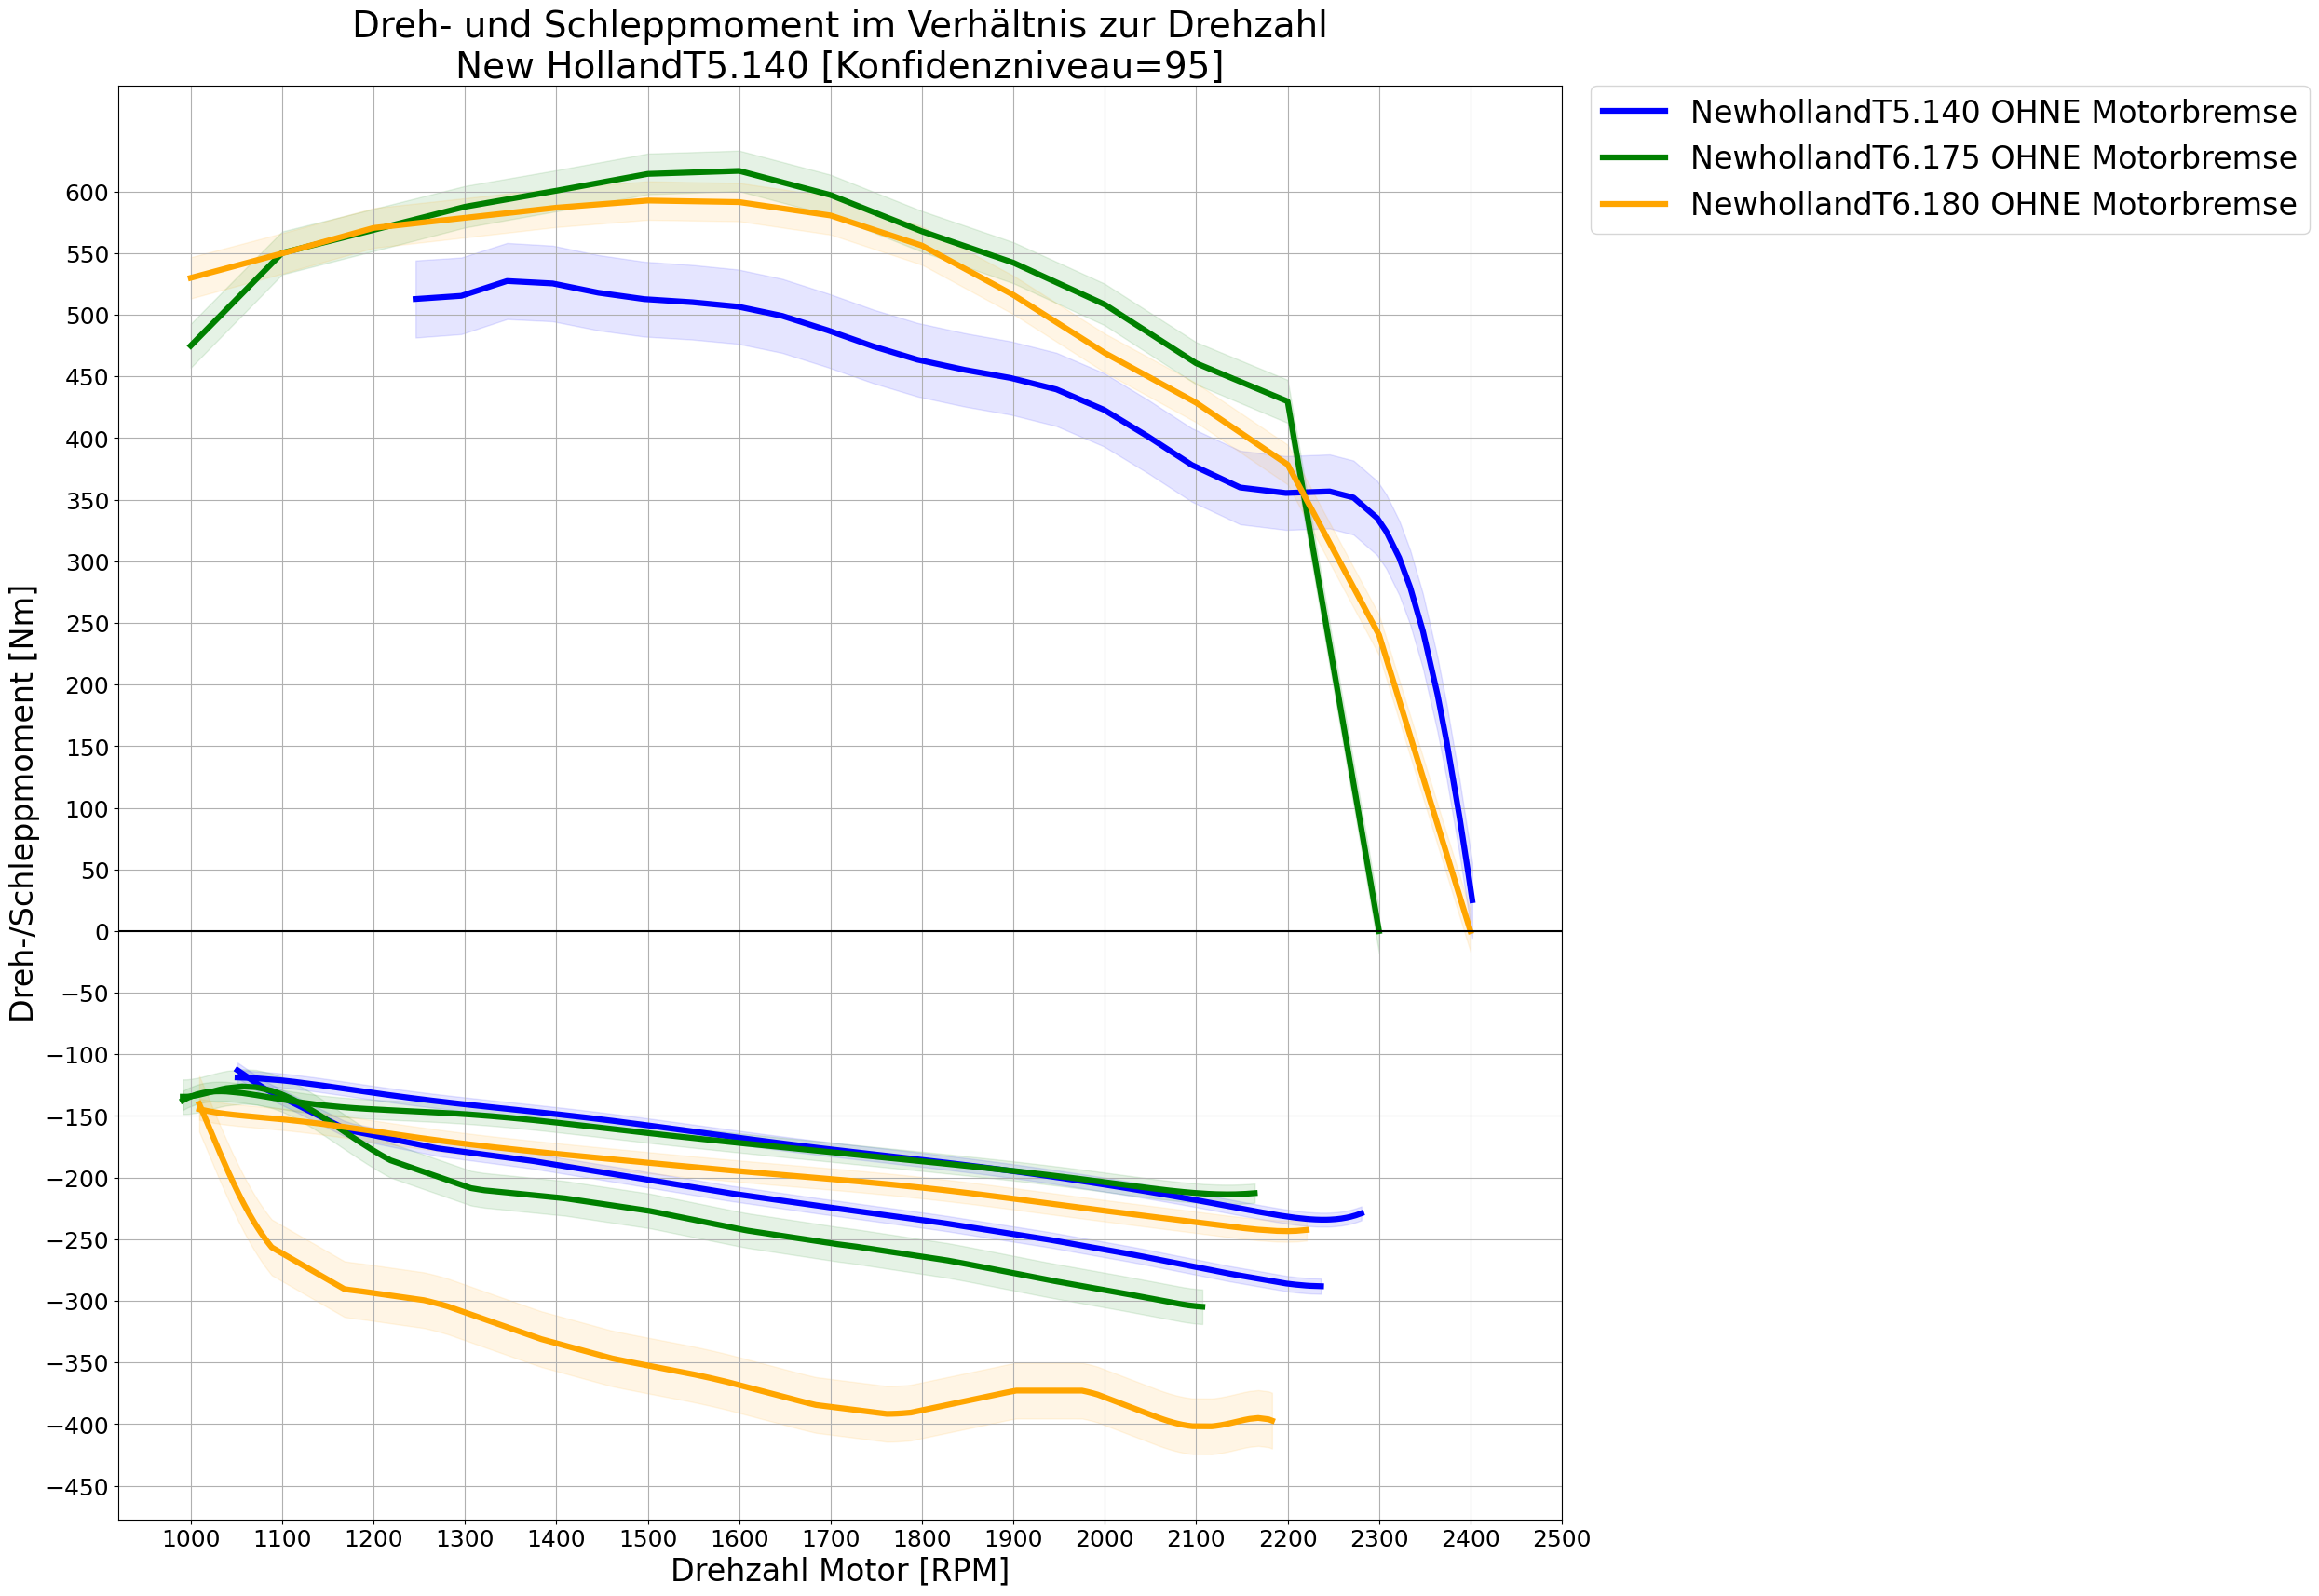 Dreh- und Schleppmoment im Verhältnis zur Drehzahl
New HollandT5.140 [Konfidenzniveau=95]
NewhollandT5.140 OHNE Motorbremse
NewhollandT6.175 OHNE Motorbremse
NewhollandT6.180 OHNE Motorbremse
Dreh-/Schleppmoment [Nm]
600
550
500
450
400
350
300
250
200
150
100
50
0
−50
−100
−150
−200
−250
−300
−350
−400
−450
1000 1100 1200 1300 1400 1500 1600 1700 1800 1900 2000 2100 2200 2300 2400 2500
Drehzahl Motor [RPM]